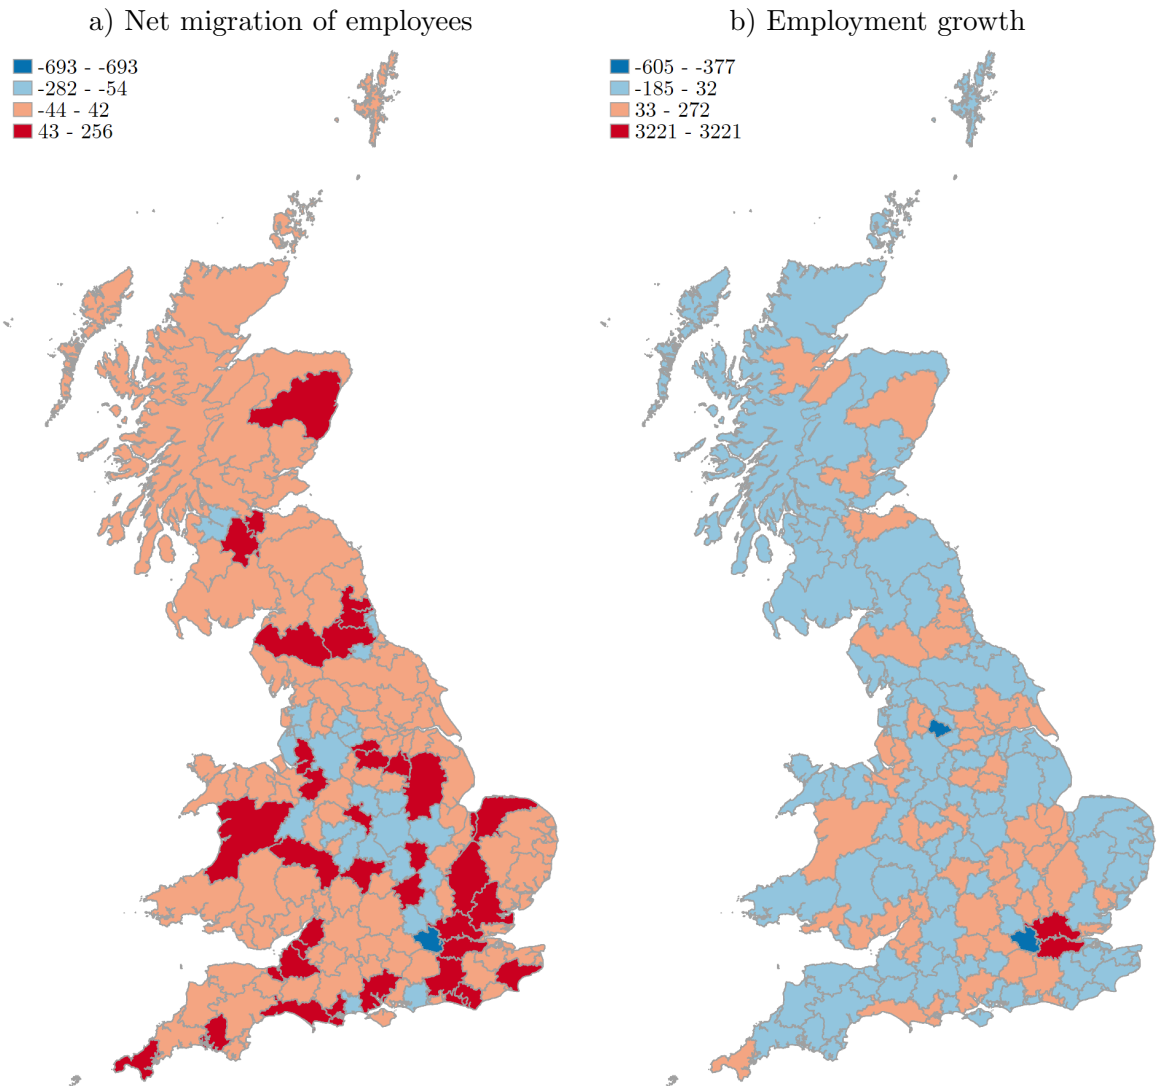 a) Net migration of employees
-693 - -693
-282 - -54
-44 - 42
43 - 256
b) Employment growth
-605 - -377
-185 - 32
33 - 272
3221 - 3221